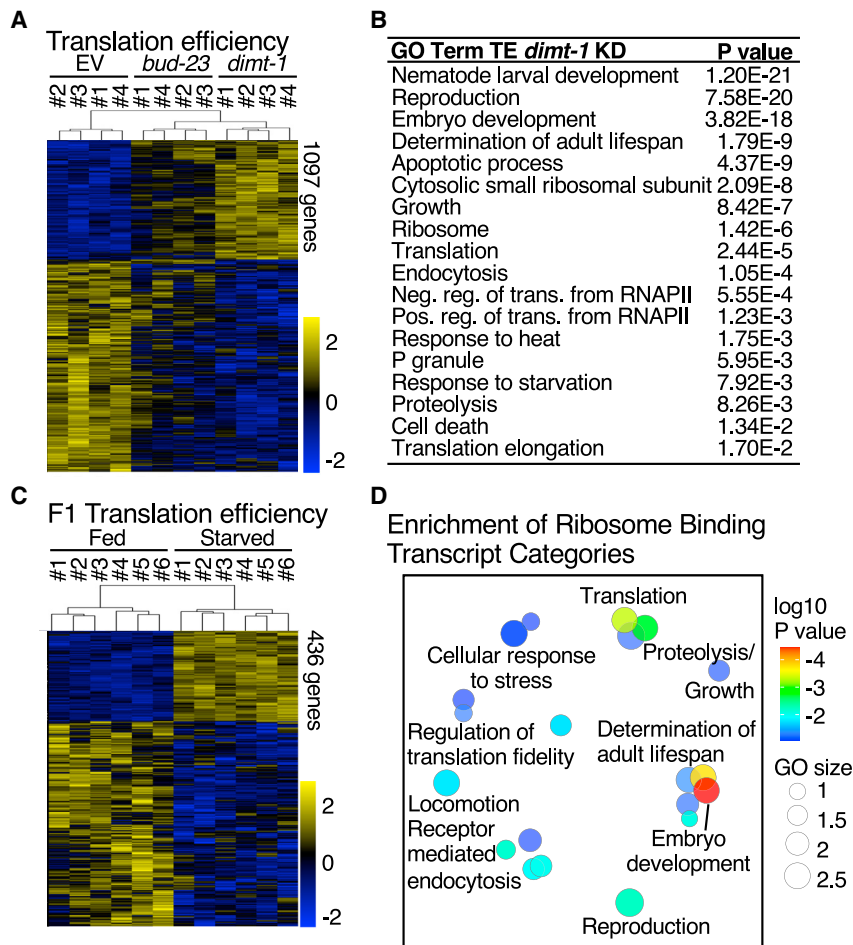 A
Translation efficiency
EV bud-23 dimt-1
#2 #3 #1 #4 #1 #4 #2 #3 #1 #2 #3 #4
1097 genes
2
0
-2
B
GO Term TE dimt-1 KD P value
Nematode larval development 1.20E-21
Reproduction 7.58E-20
Embryo development 3.82E-18
Determination of adult lifespan 1.79E-9
Apoptotic process 4.37E-9
Cytosolic small ribosomal subunit 2.09E-8
Growth 8.42E-7
Ribosome 1.42E-6
Translation 2.44E-5
Endocytosis 1.05E-4
Neg. reg. of trans. from RNAPII 5.55E-4
Pos. reg. of trans. from RNAPII 1.23E-3
Response to heat 1.75E-3
P granule 5.95E-3
Response to starvation 7.92E-3
Proteolysis 8.26E-3
Cell death 1.34E-2
Translation elongation 1.70E-2
C
F1 Translation efficiency
Fed Starved
#1 #2 #3 #4 #5 #6 #1 #2 #3 #4 #5 #6
436 genes
2
0
-2
D
Enrichment of Ribosome Binding
Transcript Categories
Translation
Cellular response
to stress
Proteolysis/
Growth
Regulation of
translation fidelity
Determination of
adult lifespan
Locomotion
Receptor
mediated
endocytosis
Embryo
development
Reproduction
log10
P value
-4
-3
-2
GO size
1
1.5
2
2.5